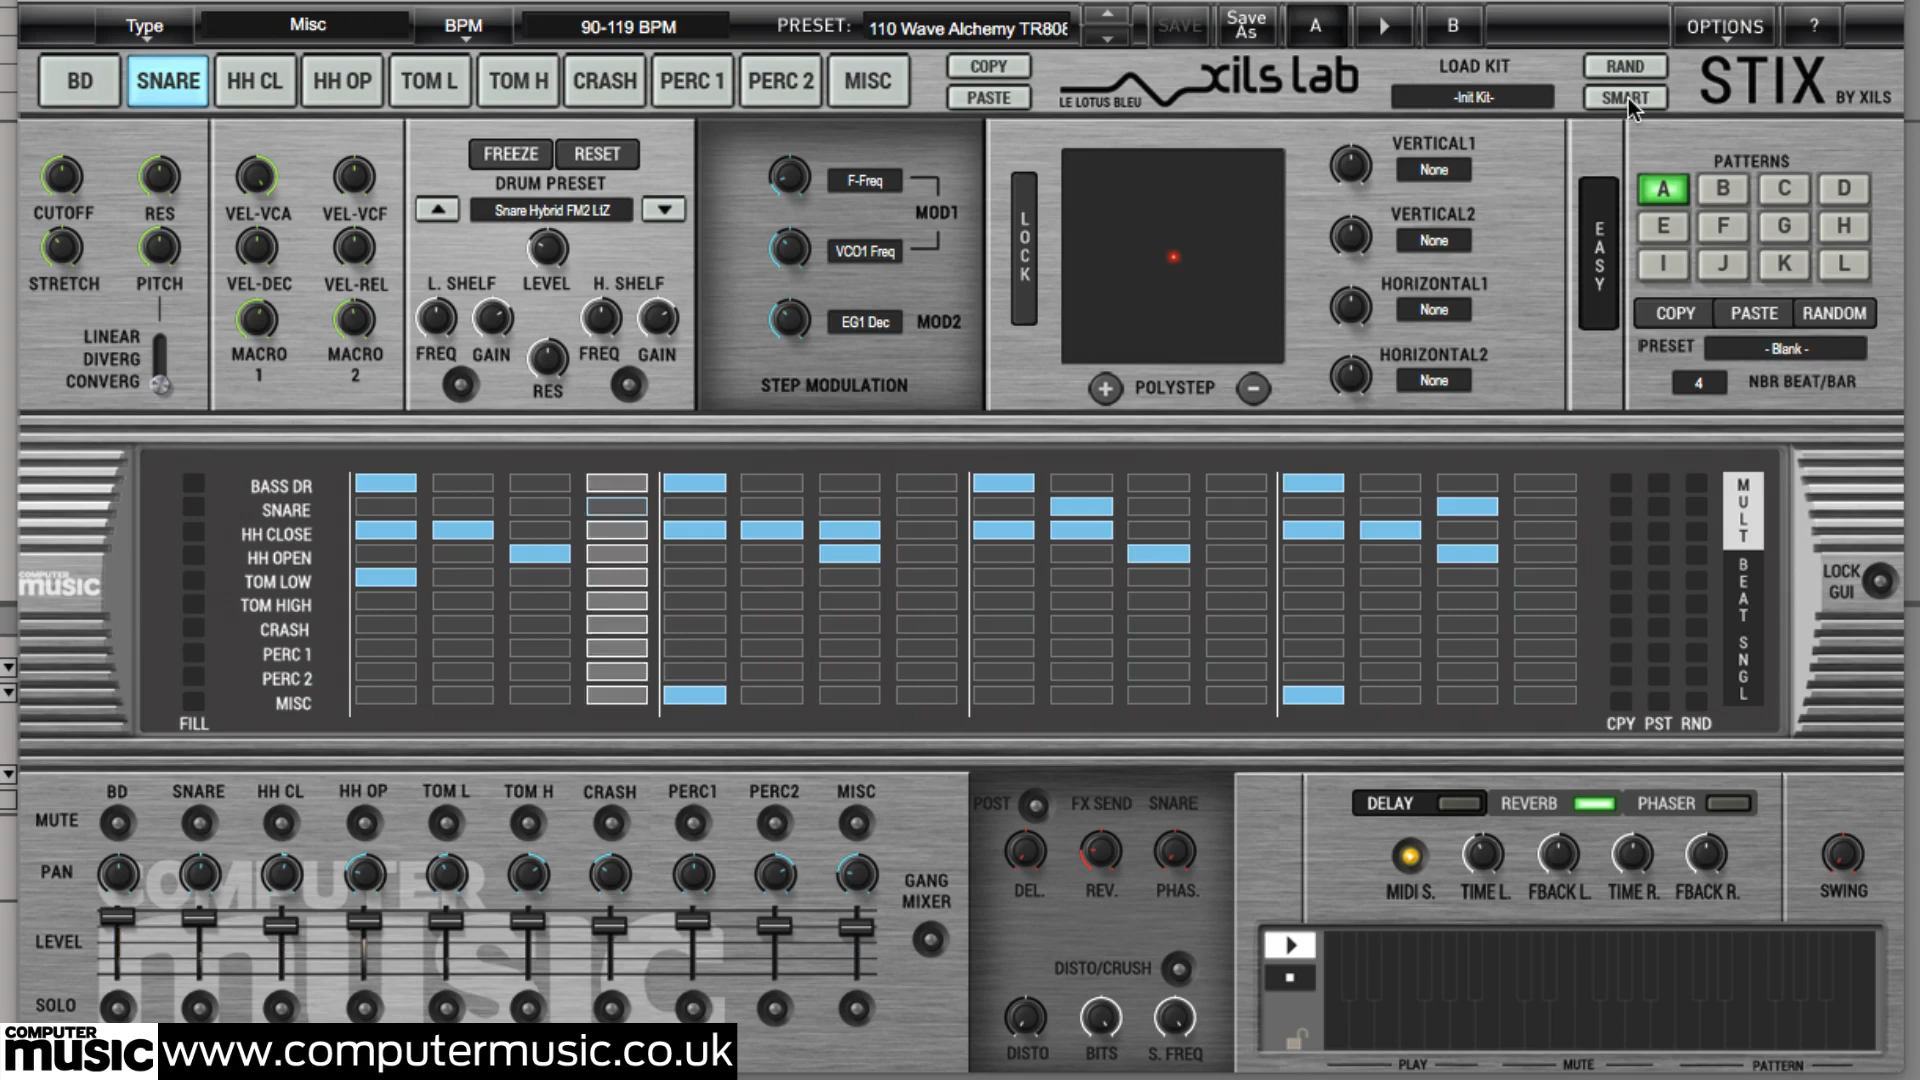 Type Misc BPM 90-119 BPM PRESET: 110 Wave Alchemy TR808 SAVE Save As A B OPTIONS ?
BD SNARE HH CL HH OP TOM L TOM H CRASH PERC 1 PERC 2 MISC
COPY
PASTE
LE LOTUS BLEU xils lab
LOAD KIT
-Init Kit-
RAND
SMART
STIX BY XILS
CUTOFF RES
STRETCH PITCH
LINEAR
DIVERG
CONVERG
VEL-VCA VEL-VCF
VEL-DEC VEL-REL
MACRO 1 MACRO 2
FREEZE RESET
DRUM PRESET
Snare Hybrid FM2 LtZ
L. SHELF LEVEL H. SHELF
FREQ GAIN RES FREQ GAIN
F-Freq
MOD1
VCO1 Freq
EG1 Dec MOD2
STEP MODULATION
LOCK
+ POLYSTEP -
VERTICAL1
None
VERTICAL2
None
HORIZONTAL1
None
HORIZONTAL2
None
EASY
PATTERNS
A B C D
E F G H
I J K L
COPY PASTE RANDOM
PRESET - Blank -
4 NBR BEAT/BAR
BASS DR
SNARE
HH CLOSE
HH OPEN
TOM LOW
TOM HIGH
CRASH
PERC 1
PERC 2
MISC
FILL
CPY PST RND
MULT
BEAT
SNGL
COMPUTER
music
LOCK
GUI
BD SNARE HH CL HH OP TOM L TOM H CRASH PERC1 PERC2 MISC
MUTE
PAN
LEVEL
SOLO
COMPUTER
music
GANG
MIXER
POST FX SEND SNARE
DEL. REV. PHAS.
DISTO/CRUSH
DISTO BITS S. FREQ
DELAY REVERB PHASER
MIDI S. TIME L. FBACK L. TIME R. FBACK R. SWING
PLAY MUTE PATTERN
COMPUTER
music
www.computermusic.co.uk